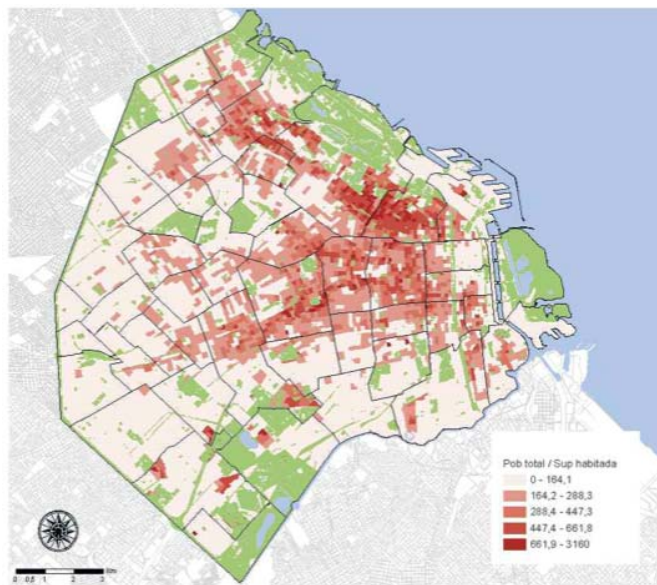 Pob total / Sup habitada
0 - 164,1
164,2 - 288,3
288,4 - 447,3
447,4 - 661,8
661,9 - 3160
0 0,5 1 2 3